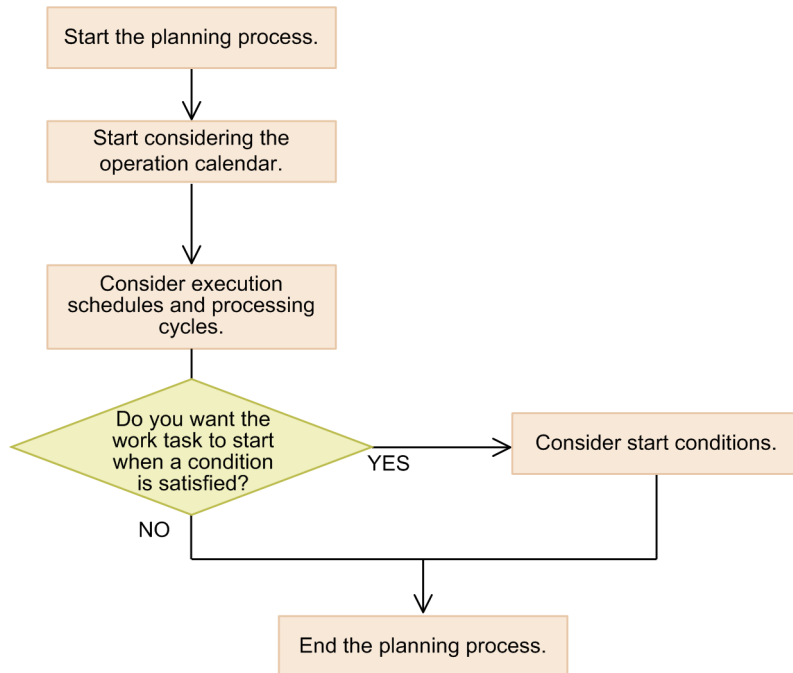 Start the planning process.
Start considering the
operation calendar.
Consider execution
schedules and processing
cycles.
Do you want the
work task to start
when a condition
is satisfied?
YES
Consider start conditions.
NO
End the planning process.